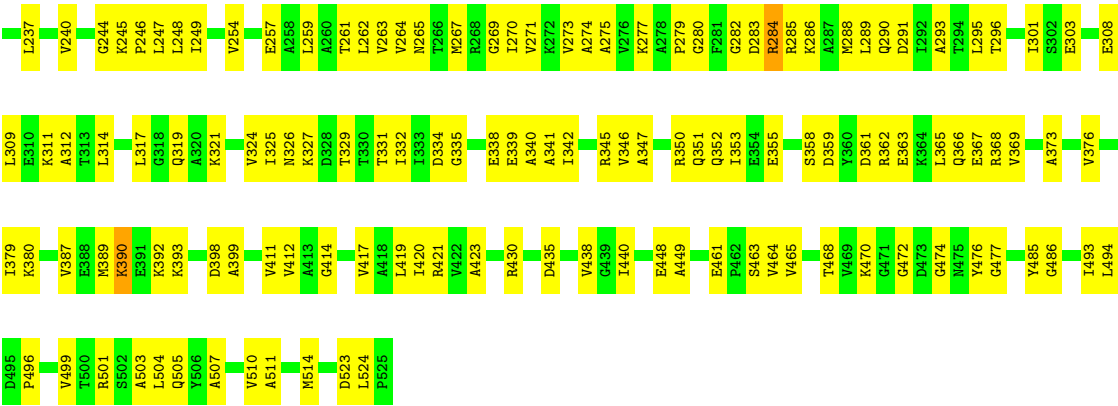 L237 V240 G244 K245 P246 L247 L248 I249 V254 E257 A258 L259 A260 T261 L262 V263 V264 N265 T266 M267 R268 G269 I270 V271 K272 V273 A274 A275 V276 K277 A278 P279 G280 F281 G282 D283 R284 R285 K286 A287 M288 L289 Q290 D291 I292 A293 T294 L295 T296 I301 S302 E303 E308
L309 E310 K311 A312 T313 L314 L317 G318 Q319 A320 K321 V324 I325 N326 K327 D328 T329 T330 T331 I332 I333 D334 G335 E338 E339 A340 A341 I342 R345 V346 A347 R350 Q351 Q352 I353 E354 E355 S358 D359 Y360 D361 R362 E363 K364 L365 Q366 E367 R368 V369 A373 V376
I379 K380 V387 E388 M389 K390 E391 K392 K393 D398 A399 V411 V412 A413 G414 V417 A418 L419 I420 R421 V422 A423 R430 D435 V438 G439 I440 E448 A449 E461 P462 S463 V464 V465 T468 V469 K470 G471 G472 D473 G474 N475 Y476 G477 Y485 G486 I493 L494
D495 P496 V499 T500 R501 S502 A503 L504 Q505 Y506 A507 V510 A511 M514 D523 L524 P525